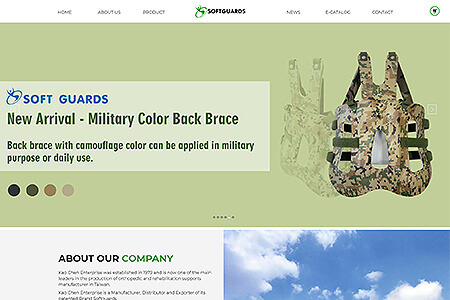 HOME ABOUT US PRODUCT SOFTGUARDS NEWS E-CATALOG CONTACT
SOFT GUARDS
New Arrival - Military Color Back Brace
Back brace with camouflage color can be applied in military
purpose or daily use.
ABOUT OUR COMPANY
Kao Chen Enterprise was established in 1979 and is now one of the main
leaders in the production of orthopedic and rehabilitation supports
manufacturer in Taiwan.
Kao Chen Enterprise is a Manufacturer, Distributor and Exporter of its
patented Brand Softguards.